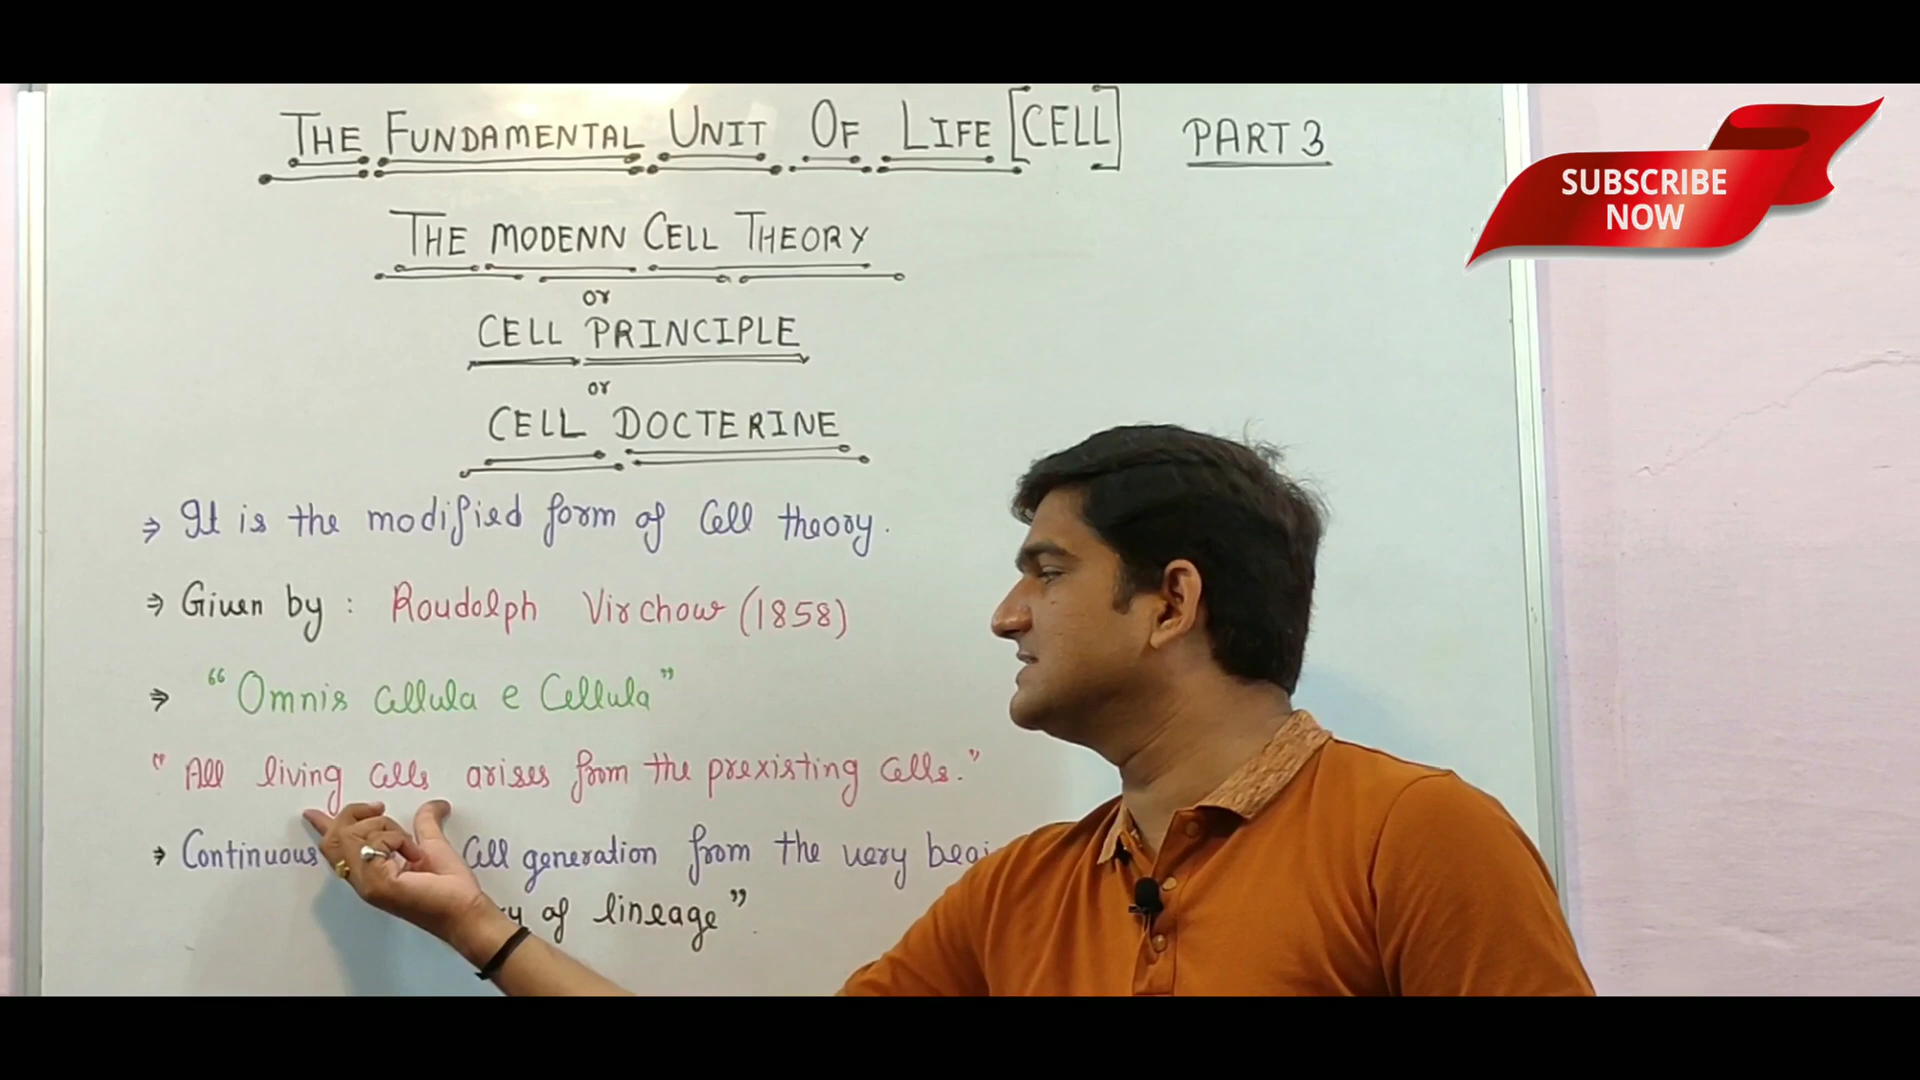 THE FUNDAMENTAL UNIT OF LIFE [CELL] PART 3
SUBSCRIBE
NOW
THE MODENN CELL THEORY
or
CELL PRINCIPLE
or
CELL DOCTERINE
⇒ It is the modified form of Cell theory.
⇒ Given by : Roudolph Virchow (1858)
⇒ "Omnis Cellula e Cellula"
"All living Cells arises from the prexisting Cells."
⇒ Continuous Cell generation from the very
of lineage"